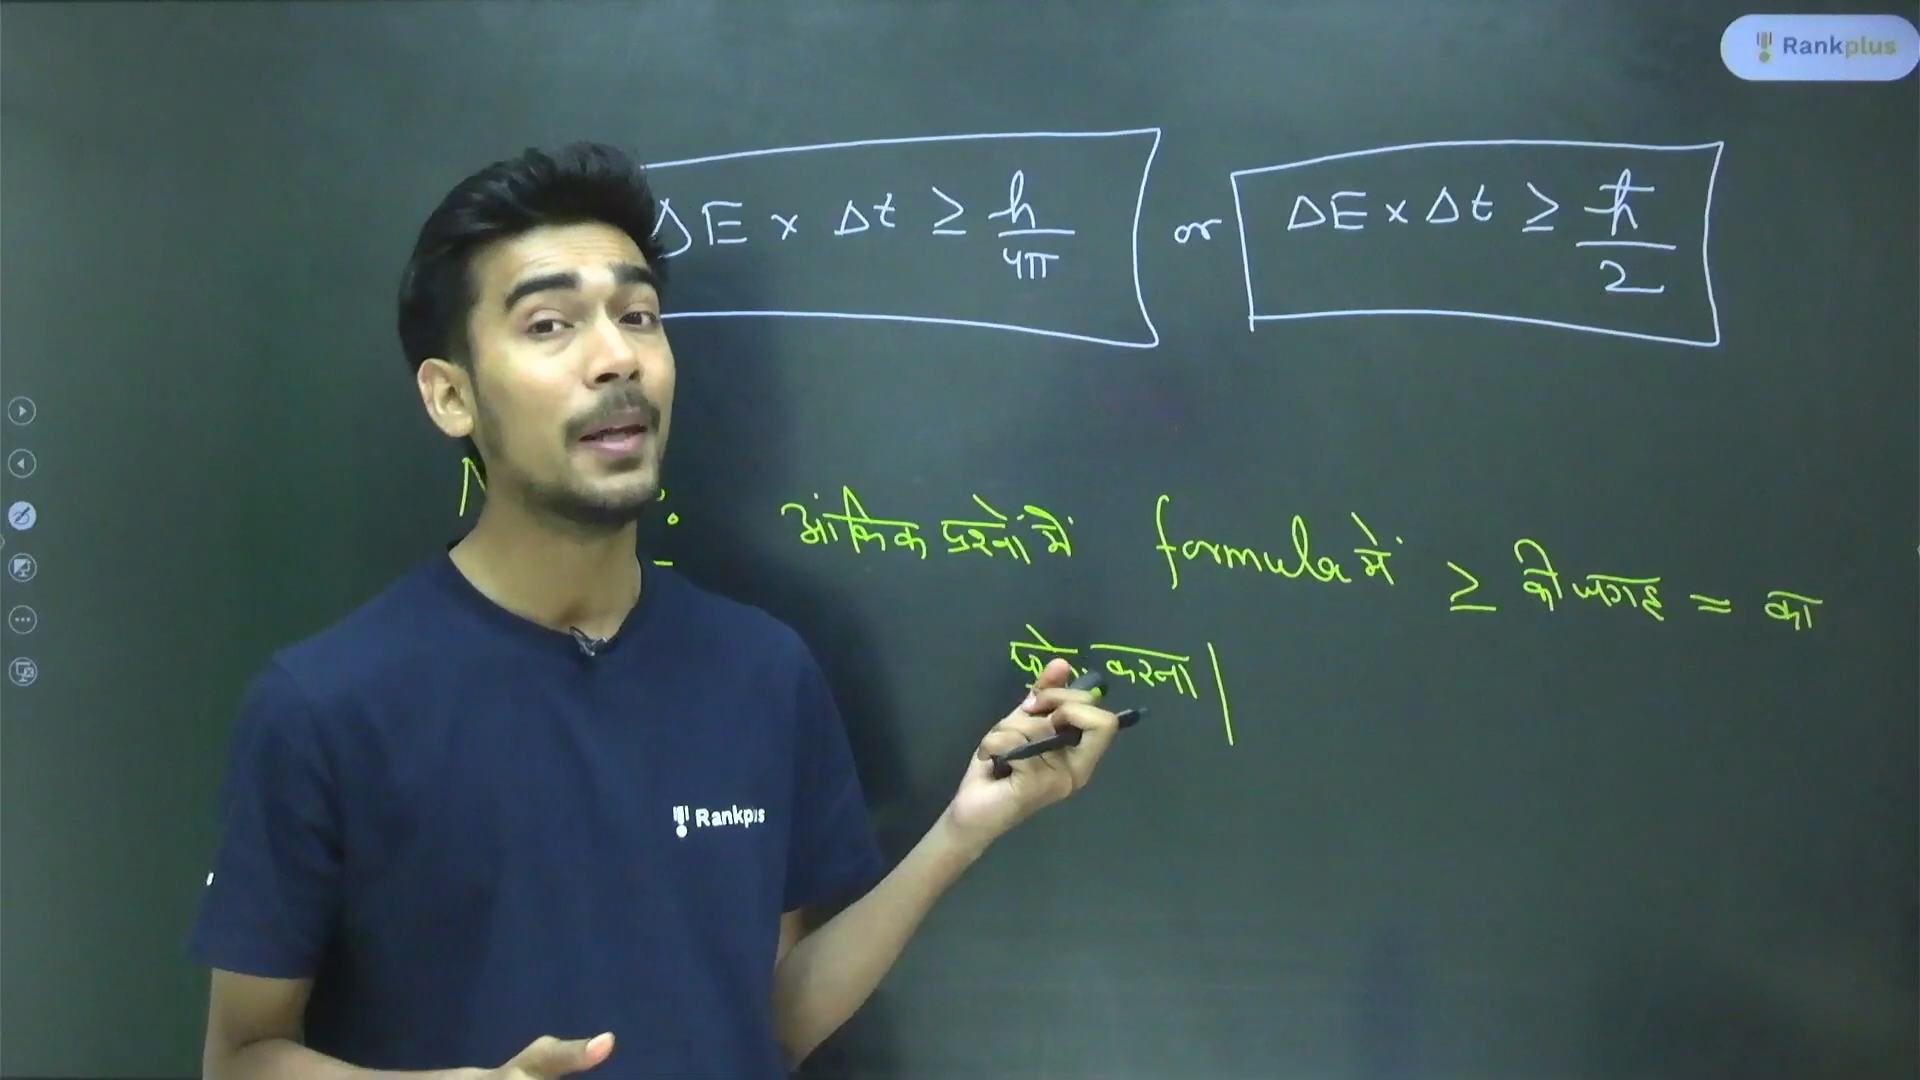 Rankplus
ΔE × Δt ≥ h/4π or ΔE × Δt ≥ ħ/2
आंकिक प्रश्नों में formula में ≥ की जगह = का
करना |
Rankplus